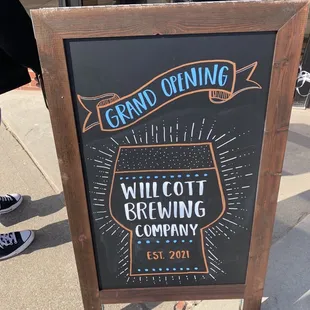 GRAND OPENING
WILLCOTT
BREWING
COMPANY
EST. 2021